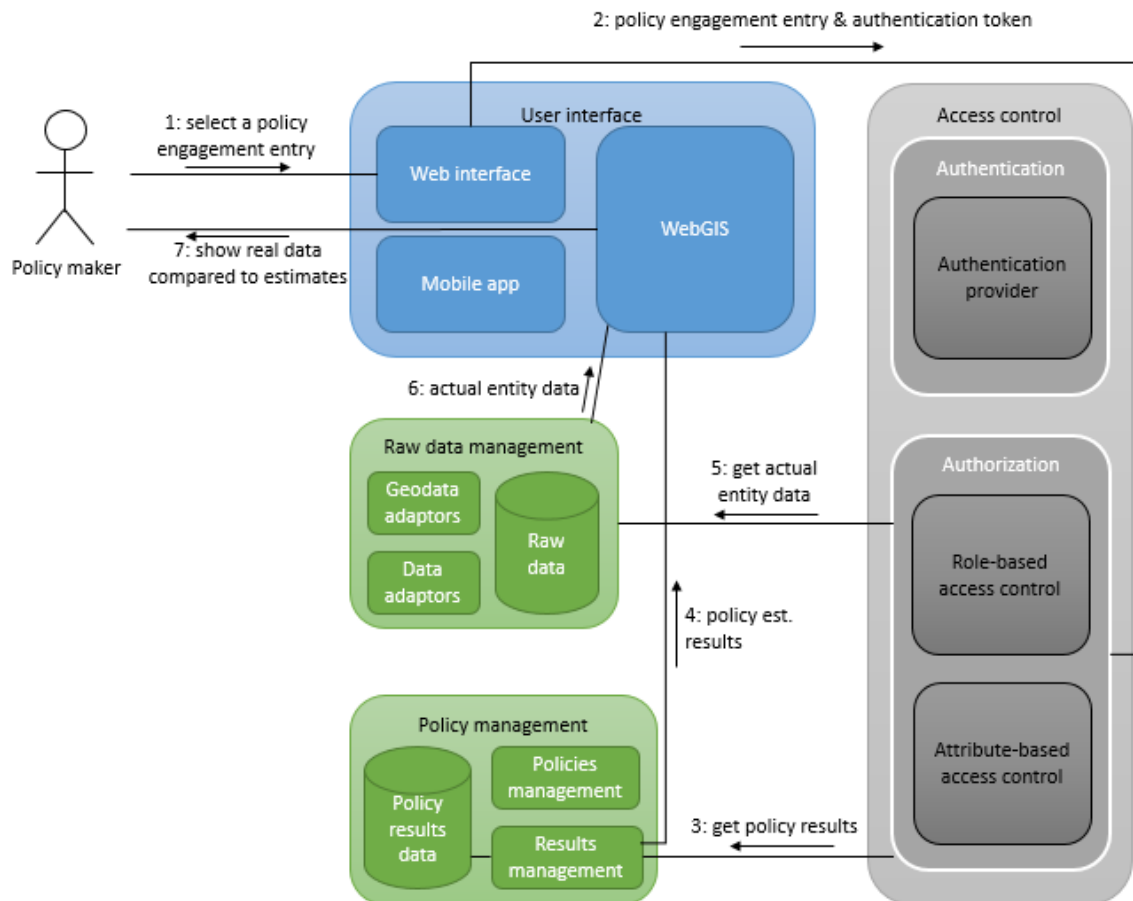 2: policy engagement entry & authentication token
User interface
Access control
1: select a policy
engagement entry
Web interface
WebGIS
Authentication
Authentication
provider
Policy maker
7: show real data
compared to estimates
Mobile app
6: actual entity data
Raw data management
Geodata
adaptors
Data
adaptors
Raw
data
5: get actual
entity data
Authorization
Role-based
access control
4: policy est.
results
Policy management
Policy
results
data
Policies
management
Results
management
3: get policy results
Attribute-based
access control